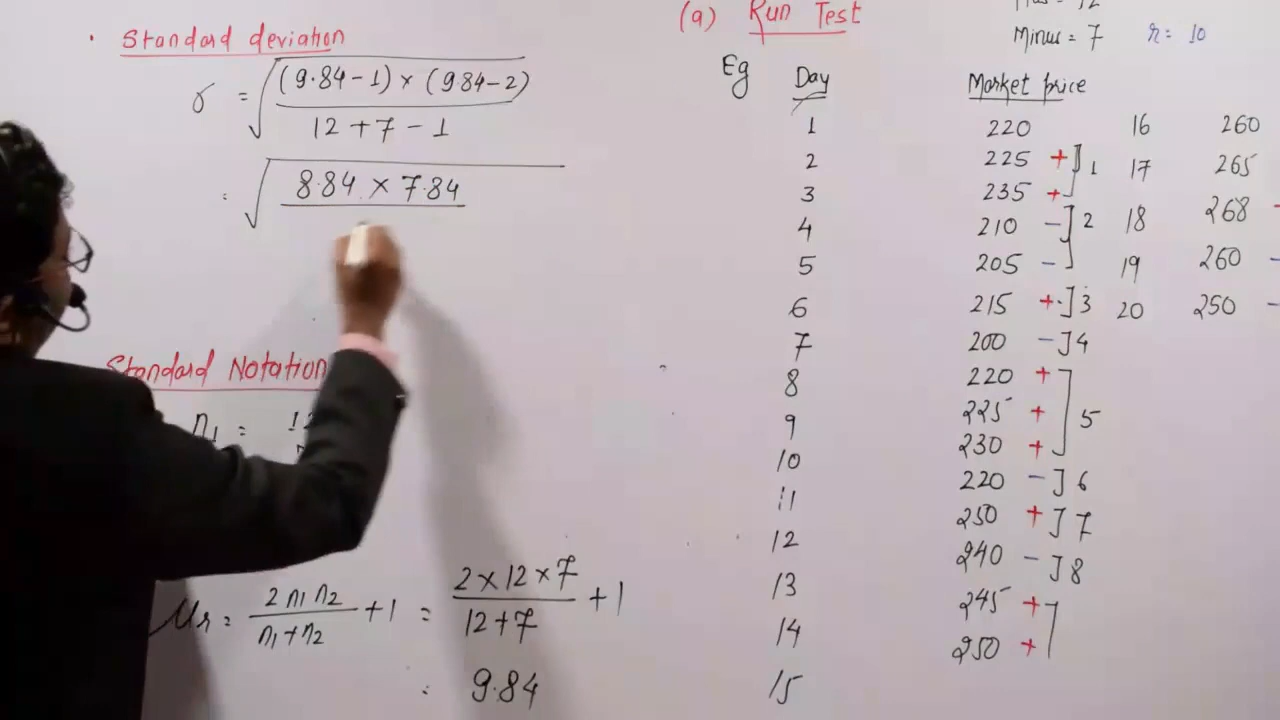 · Standard deviation
σ = √ (9.84 - 1) × (9.84 - 2)
12 + 7 - 1
= √ 8.84 × 7.84
Standard Notation
n1 =
μr = 2 n1 n2 / n1 + n2 + 1 = 2 × 12 × 7 / 12 + 7 + 1
= 9.84
(a) Run Test
Minus = 7 r = 10
Eg Day Market price
1 220
2 225 + ] 1
3 235 +
4 210 - ] 2
5 205 -
6 215 + ] 3
7 200 - ] 4
8 220 +
9 225 + ] 5
10 230 +
11 220 - ] 6
12 250 + ] 7
13 240 - ] 8
14 245 +
15 250 +
16 260
17 265
18 268 +
19 260 -
20 250 -